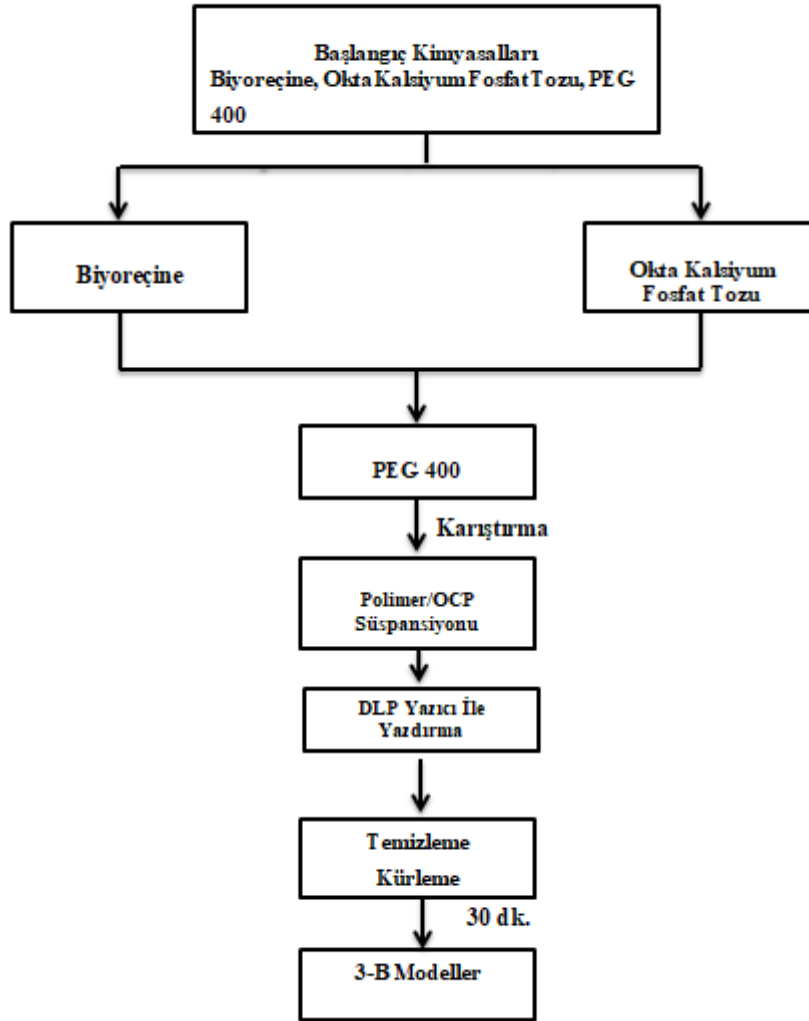 Başlangıç Kimyasalları
Biyoreçine, Okta Kalsiyum Fosfat Tozu, PEG
400
Biyoreçine
Okta Kalsiyum
Fosfat Tozu
PEG 400
Karıştırma
Polimer/OCP
Süspansiyonu
DLP Yazıcı İle
Yazdırma
Temizleme
Kürleme
30 dk.
3-B Modeller